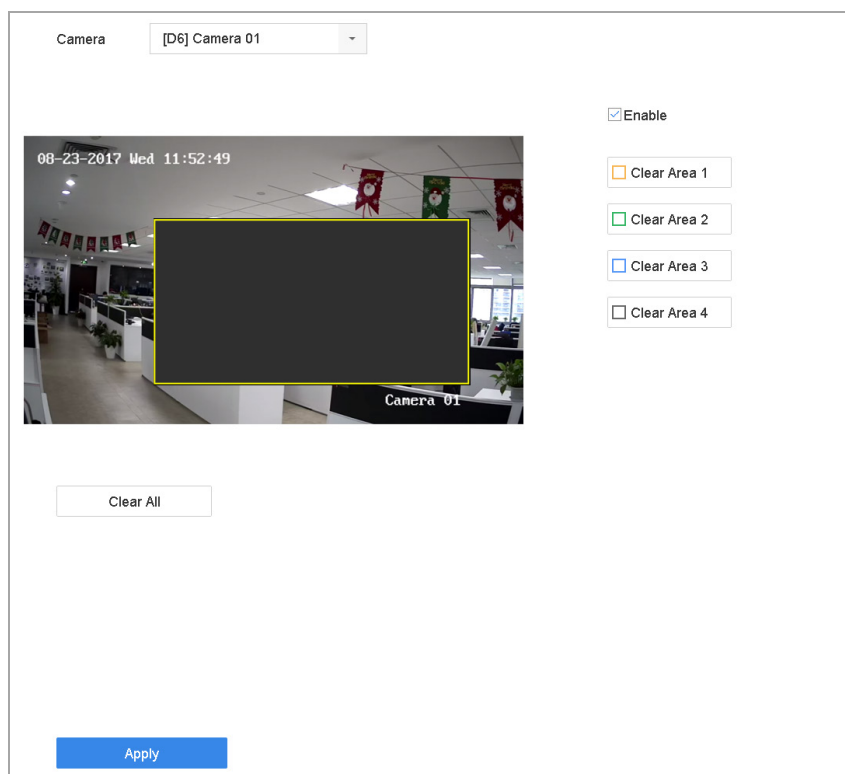 Camera
[D6] Camera 01
Enable
08-23-2017 Wed 11:52:49
Clear Area 1
Clear Area 2
Clear Area 3
Clear Area 4
Camera 01
Clear All
Apply